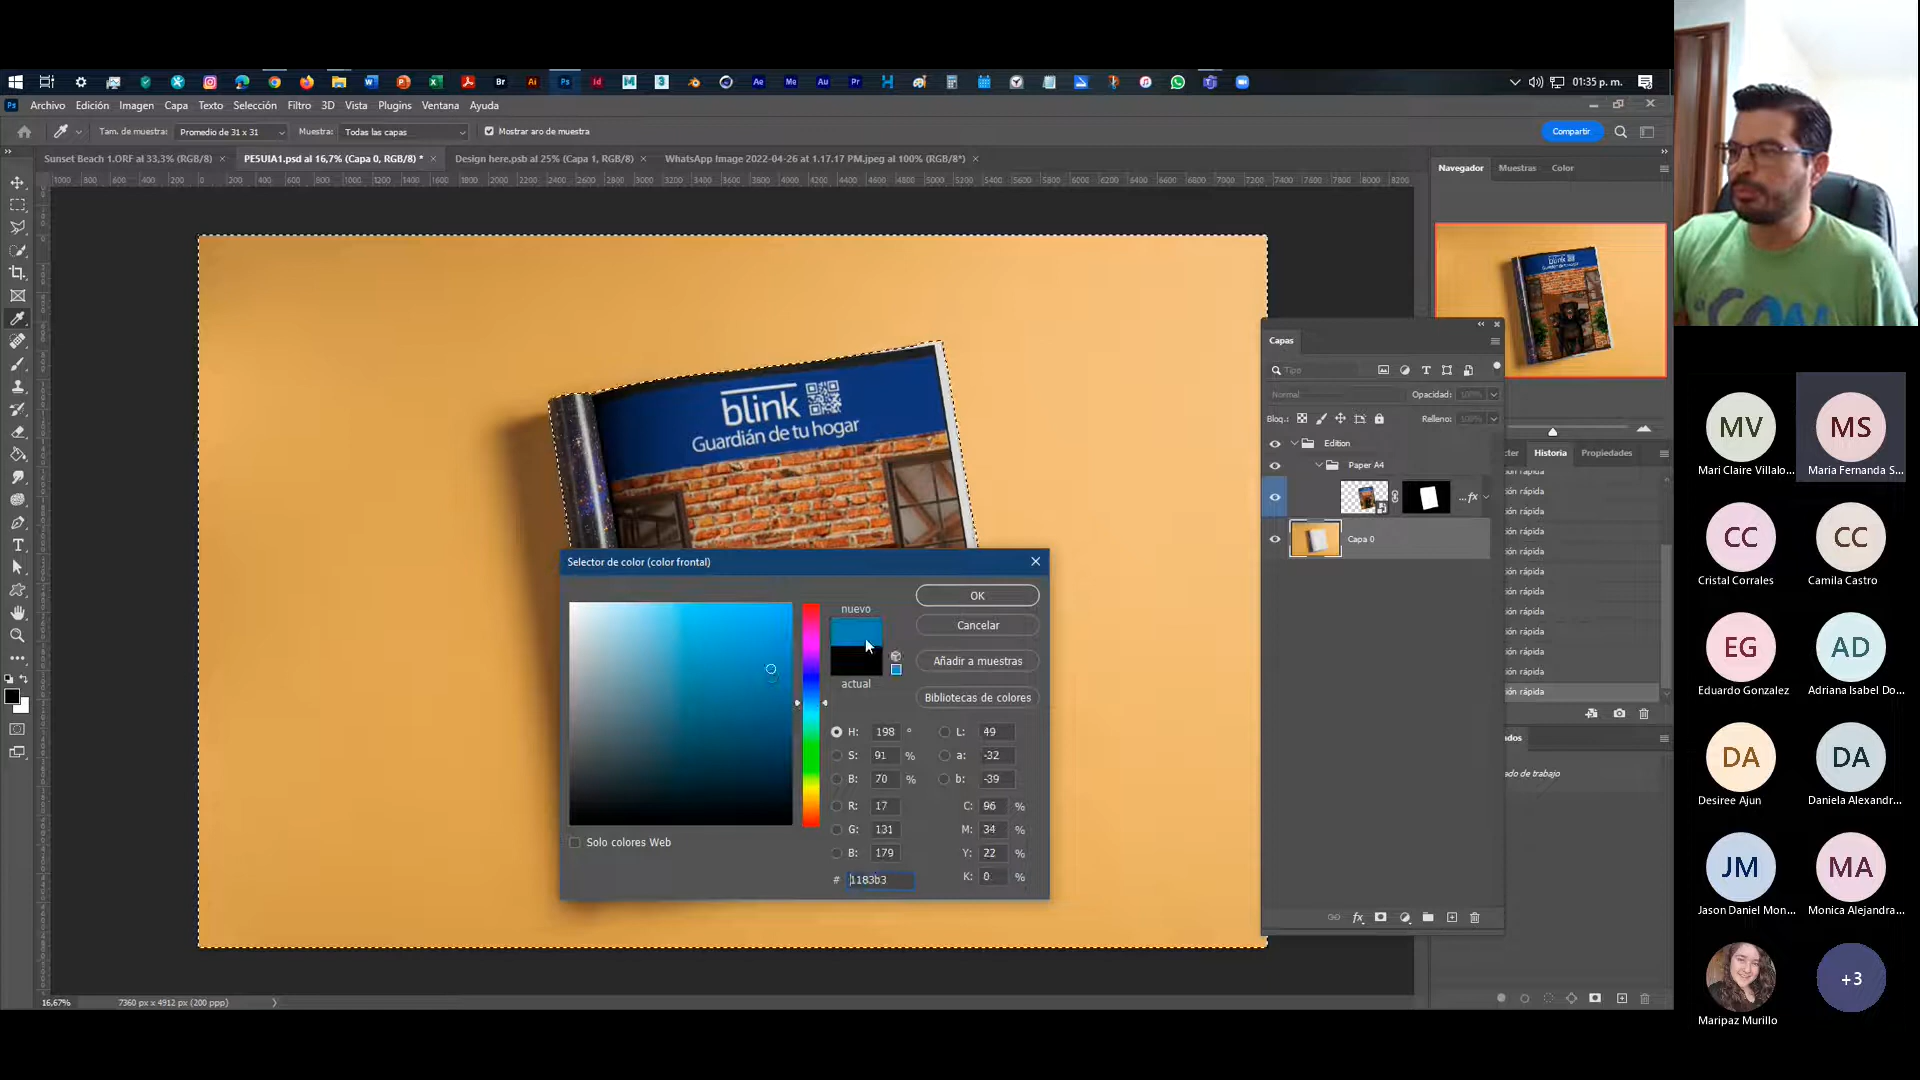 01:35 p. m.
Archivo Edición Imagen Capa Texto Selección Filtro 3D Vista Plugins Ventana Ayuda
Tam. de muestra: Promedio de 31 x 31 Muestra: Todas las capas Mostrar aro de muestra Compartir
Sunset Beach 1.ORF al 33,3% (RGB/8) × PE5UIA1.psd al 16,7% (Capa 0, RGB/8) * × Design here.psb al 25% (Capa 1, RGB/8) × WhatsApp Image 2022-04-26 at 1.17.17 PM.jpeg al 100% (RGB/8*) ×
Navegador Muestras Color
blink
Guardián de tu hogar
Capas
Tipo
Normal Opacidad: 100%
Bloq.: Relleno: 100%
Edition
Paper A4
Capa 0
Historia Propiedades
ión rápida
ión rápida
ión rápida
ión rápida
ión rápida
ión rápida
ión rápida
ión rápida
ión rápida
ión rápida
ión rápida
ado de trabajo
Selector de color (color frontal)
nuevo
actual
OK
Cancelar
Añadir a muestras
Bibliotecas de colores
H: 198 ° L: 49
S: 91 % a: -32
B: 70 % b: -39
R: 17 C: 96 %
G: 131 M: 34 %
B: 179 Y: 22 %
# 1183b3 K: 0 %
Solo colores Web
16,67% 7360 px x 4912 px (200 ppp)
MV
Mari Claire Villalo...
MS
Maria Fernanda S...
CC
Cristal Corrales
CC
Camila Castro
EG
Eduardo Gonzalez
AD
Adriana Isabel Do...
DA
Desiree Ajun
DA
Daniela Alexandr...
JM
Jason Daniel Mon...
MA
Monica Alejandra...
Maripaz Murillo
+3